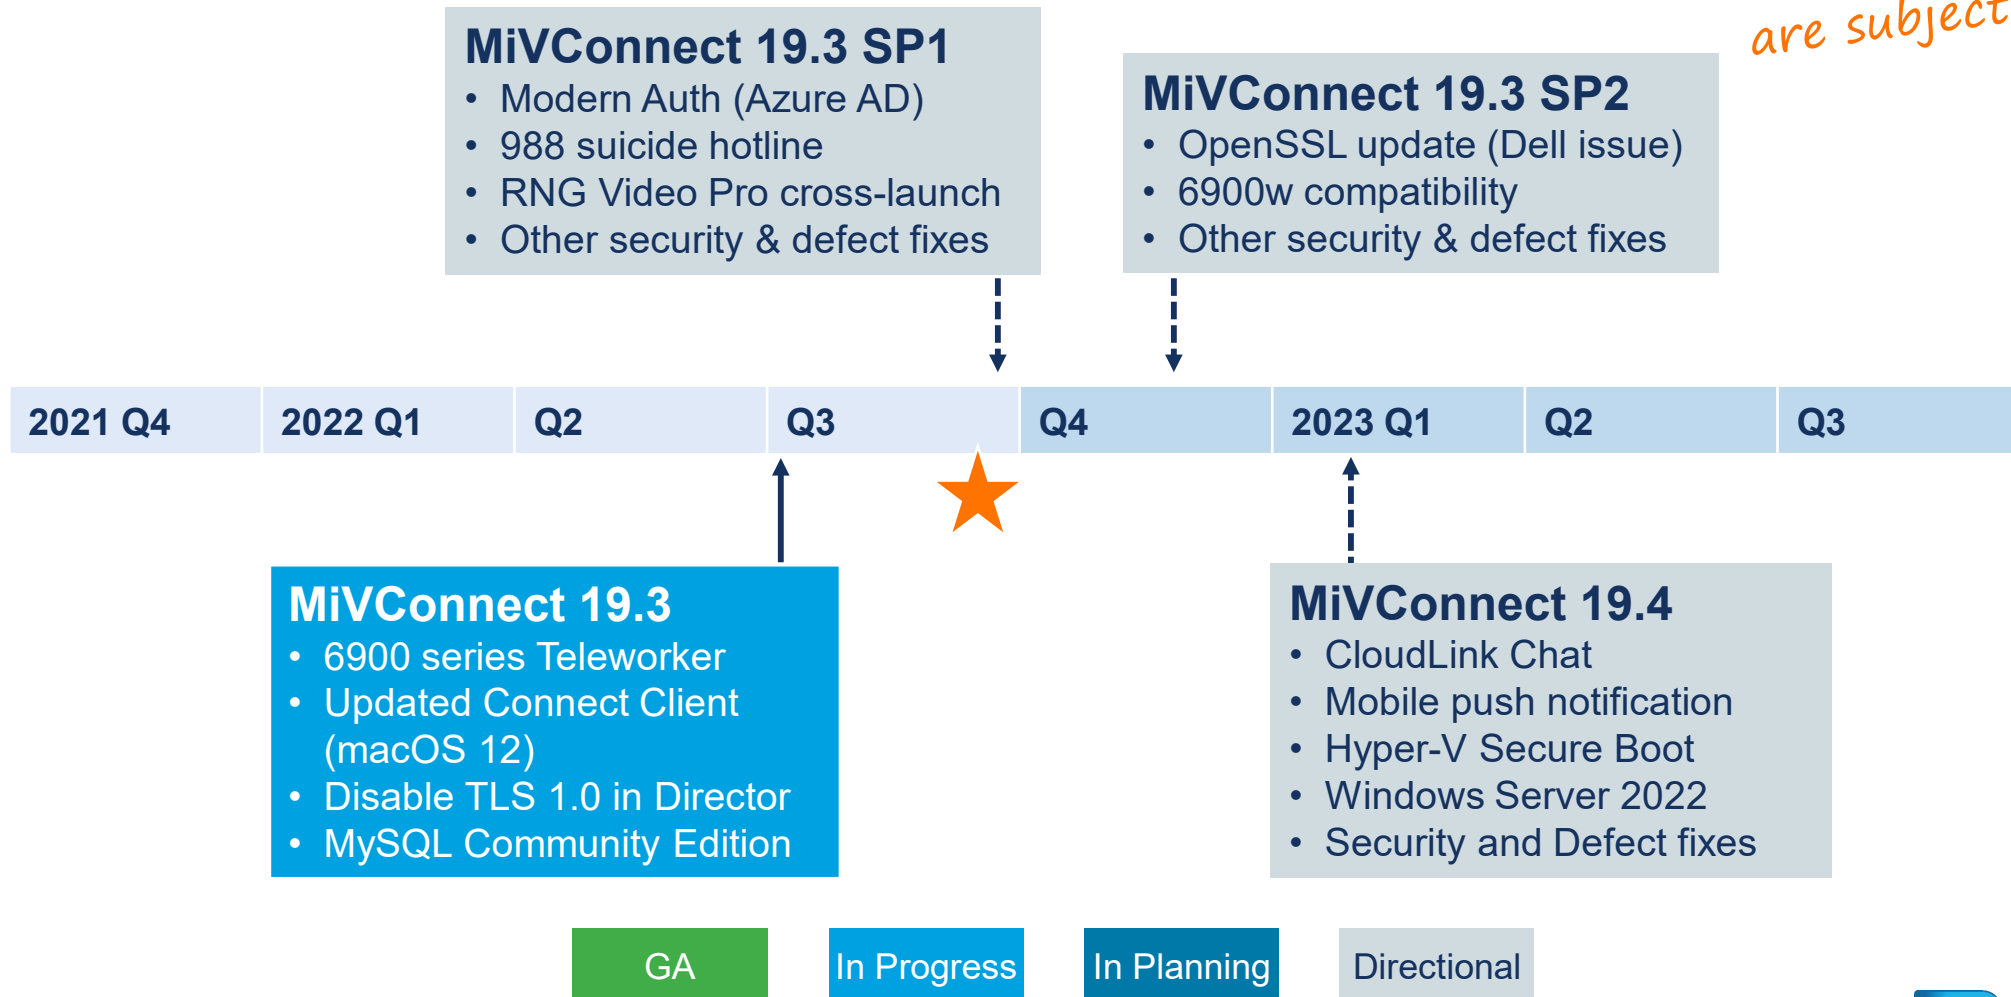 are subject
MiVConnect 19.3 SP1
• Modern Auth (Azure AD)
• 988 suicide hotline
• RNG Video Pro cross-launch
• Other security & defect fixes
MiVConnect 19.3 SP2
• OpenSSL update (Dell issue)
• 6900w compatibility
• Other security & defect fixes
2021 Q4 2022 Q1 Q2 Q3 Q4 2023 Q1 Q2 Q3
MiVConnect 19.3
• 6900 series Teleworker
• Updated Connect Client
(macOS 12)
• Disable TLS 1.0 in Director
• MySQL Community Edition
MiVConnect 19.4
• CloudLink Chat
• Mobile push notification
• Hyper-V Secure Boot
• Windows Server 2022
• Security and Defect fixes
GA In Progress In Planning Directional